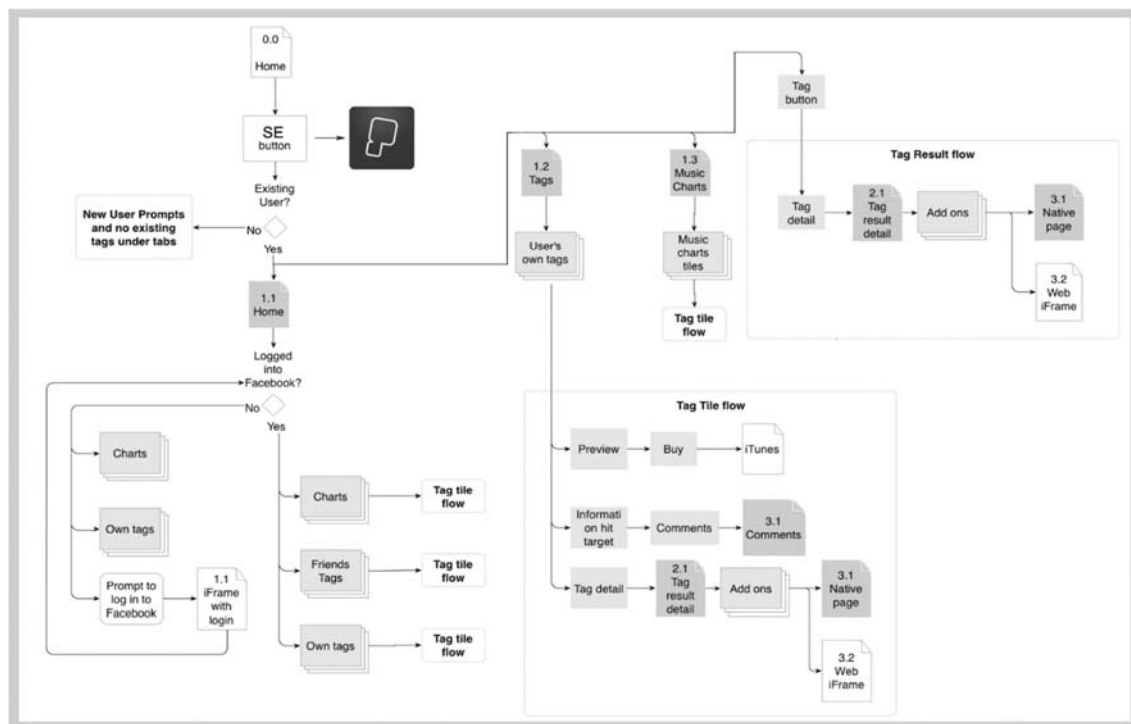 0.0
Home
SE
button
Existing
User?
No
Yes
New User Prompts
and no existing
tags under tabs
1.1
Home
Logged
into
Facebook?
No
Yes
Charts
Own tags
Prompt to
log in to
Facebook
1.1
iFrame
with
login
Charts
Tag tile
flow
Friends
Tags
Tag tile
flow
Own tags
Tag tile
flow
1.2
Tags
User's
own tags
1.3
Music
Charts
Music
charts
tiles
Tag tile
flow
Tag
button
Tag Result flow
Tag
detail
2.1
Tag
result
detail
Add ons
3.1
Native
page
3.2
Web
iFrame
Tag Tile flow
Preview
Buy
iTunes
Informati
on hit
target
Comments
3.1
Comments
Tag detail
2.1
Tag
result
detail
Add ons
3.1
Native
page
3.2
Web
iFrame